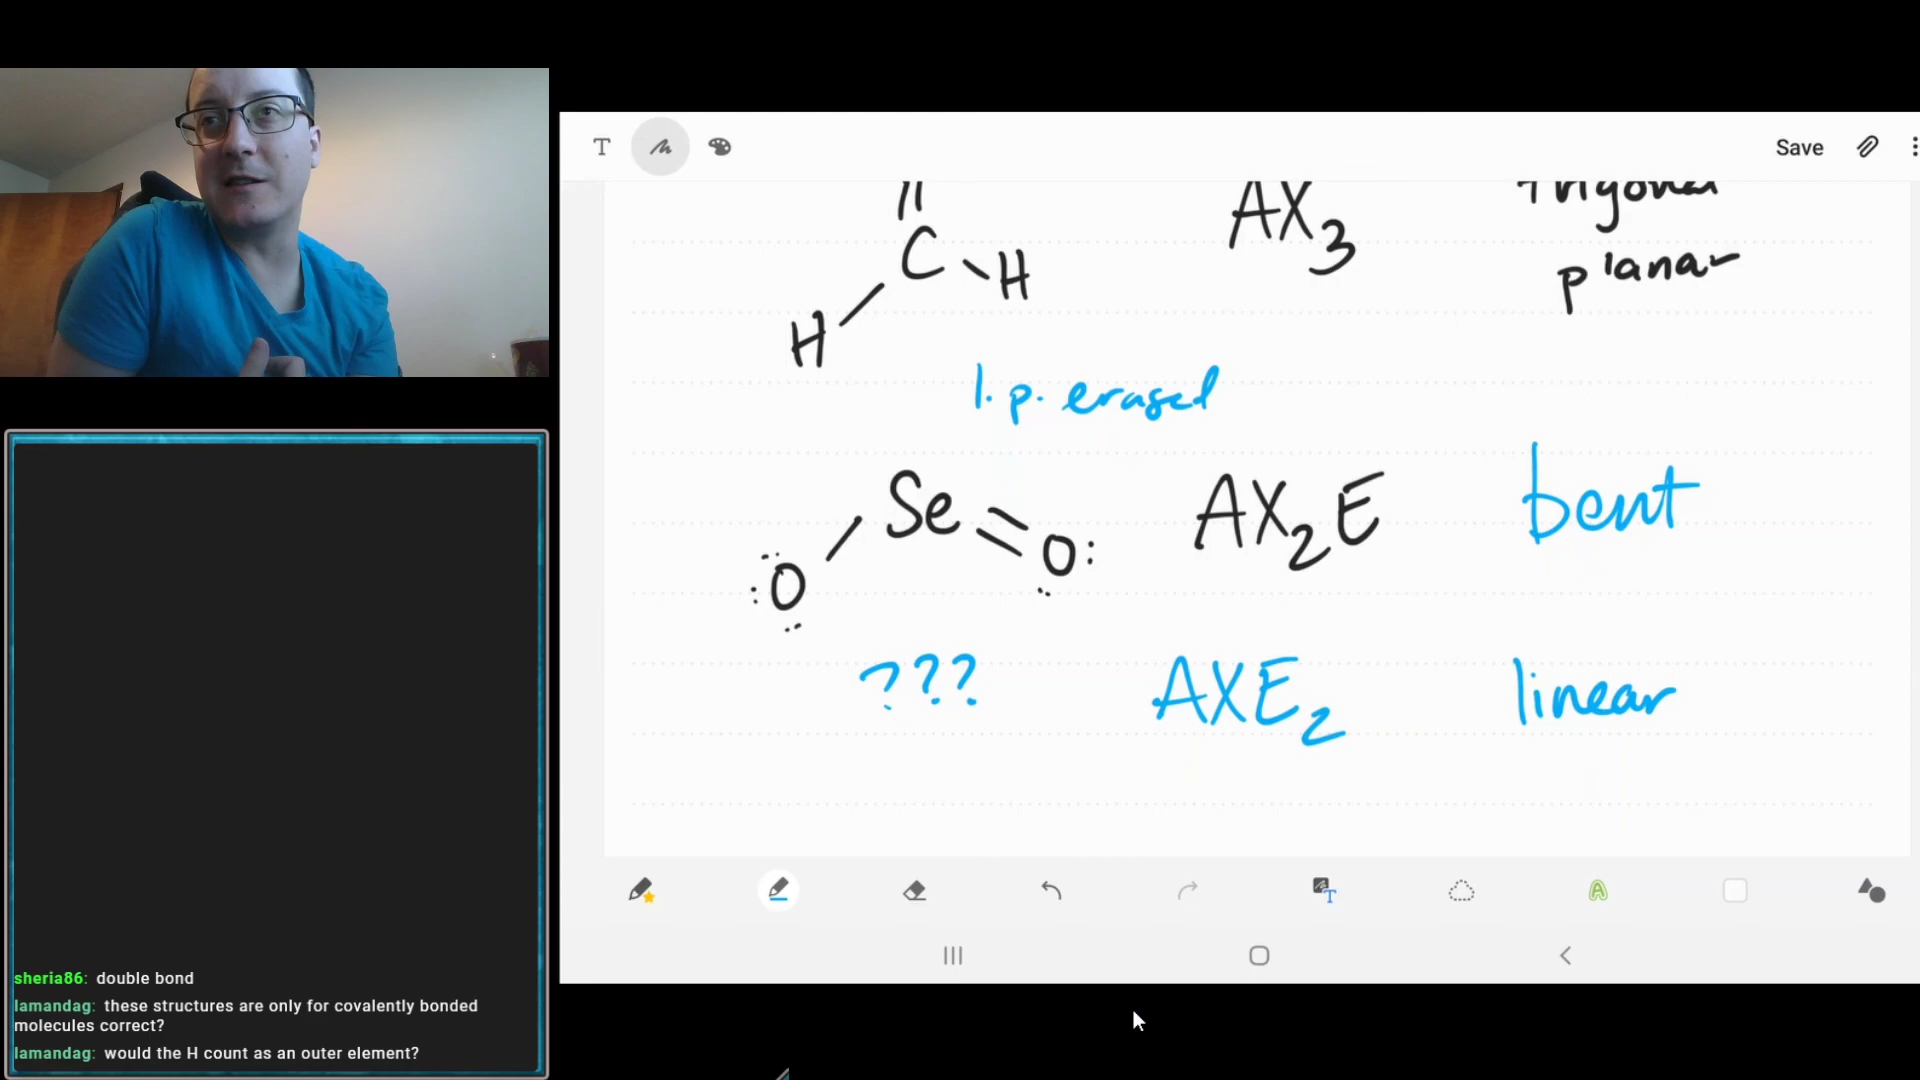 T
Save
C
H
H
AX3
trigonal
planar
l.p. erased
Se
O
O
AX2E
bent
???
AXE2
linear
T
A
sheria86: double bond
lamandag: these structures are only for covalently bonded
molecules correct?
lamandag: would the H count as an outer element?